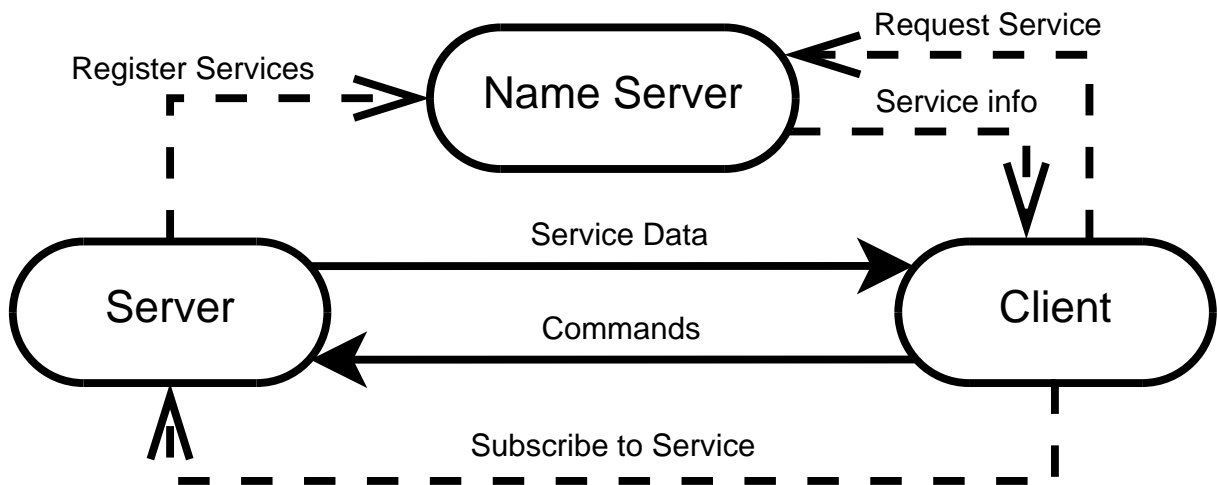 Request Service
Register Services
Name Server
Service info
Service Data
Server
Client
Commands
Subscribe to Service